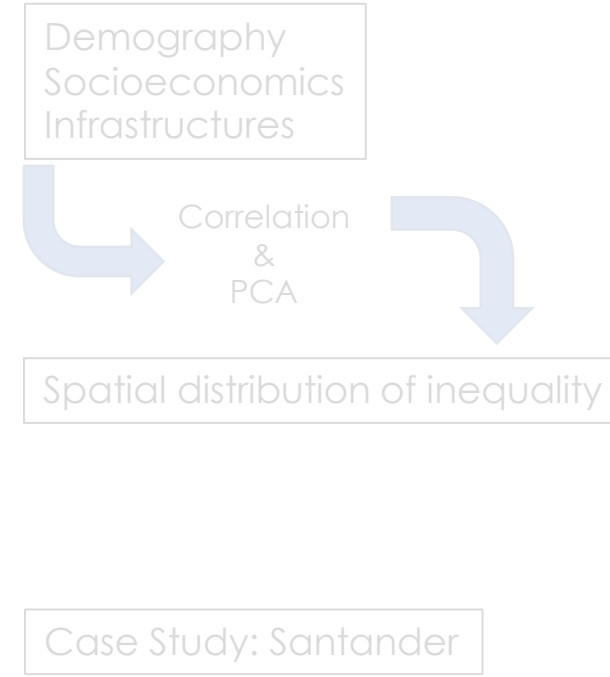 Demography
Socioeconomics
Infrastructures
Correlation
&
PCA
Spatial distribution of inequality
Case Study: Santander